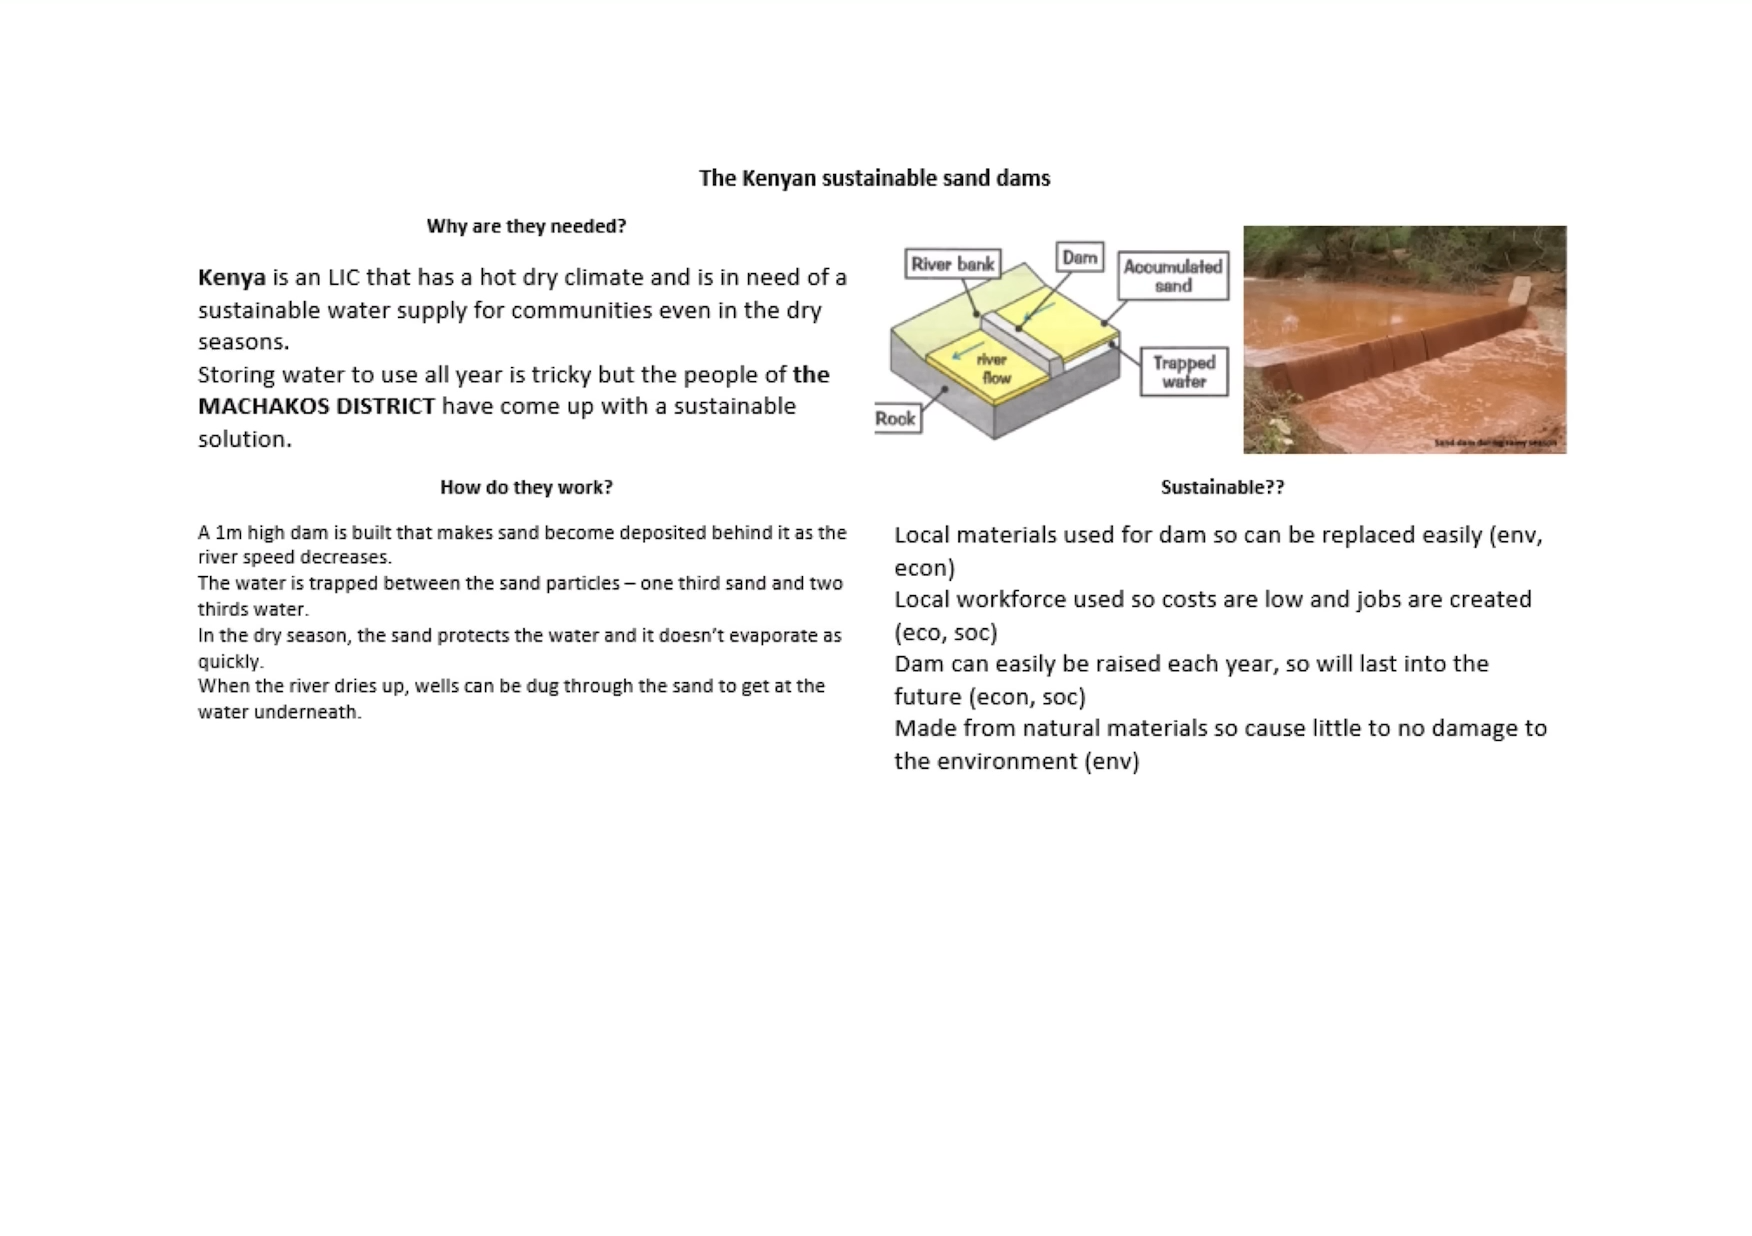 The Kenyan sustainable sand dams
Why are they needed?
Kenya is an LIC that has a hot dry climate and is in need of a
sustainable water supply for communities even in the dry
seasons.
Storing water to use all year is tricky but the people of the
MACHAKOS DISTRICT have come up with a sustainable
solution.
River bank
Dam
Accumulated
sand
Trapped
water
river
flow
Rock
Sand dam during rainy season
How do they work?
A 1m high dam is built that makes sand become deposited behind it as the
river speed decreases.
The water is trapped between the sand particles – one third sand and two
thirds water.
In the dry season, the sand protects the water and it doesn't evaporate as
quickly.
When the river dries up, wells can be dug through the sand to get at the
water underneath.
Sustainable??
Local materials used for dam so can be replaced easily (env,
econ)
Local workforce used so costs are low and jobs are created
(eco, soc)
Dam can easily be raised each year, so will last into the
future (econ, soc)
Made from natural materials so cause little to no damage to
the environment (env)